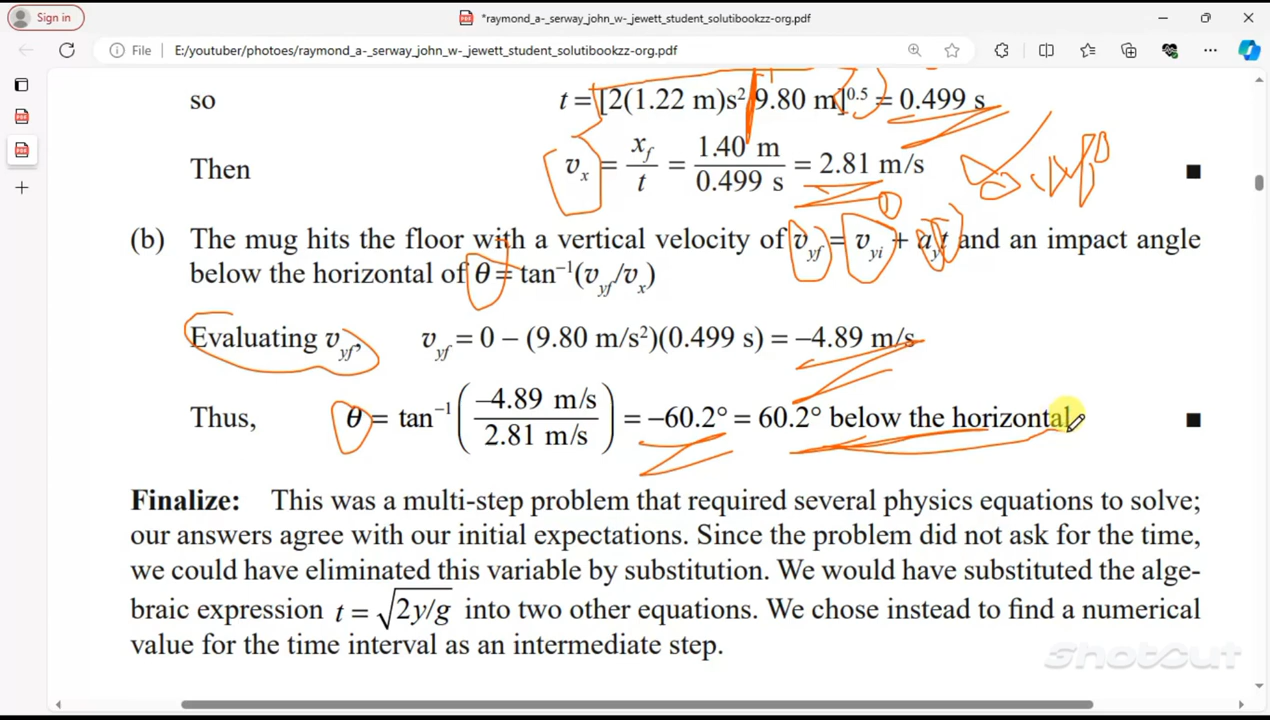 Sign in
*raymond_a-_serway_john_w-_jewett_student_solutibookzz-org.pdf
File E:/youtuber/photoes/raymond_a-_serway_john_w-_jewett_student_solutibookzz-org.pdf
so t = [2(1.22 m)s²/9.80 m]^0.5 = 0.499 s
Then v_x = x_f/t = 1.40 m/0.499 s = 2.81 m/s ■
(b) The mug hits the floor with a vertical velocity of v_yf = v_yi + a_y t and an impact angle
below the horizontal of θ = tan⁻¹(v_yf/v_x)
Evaluating v_yf, v_yf = 0 – (9.80 m/s²)(0.499 s) = –4.89 m/s
Thus, θ = tan⁻¹(–4.89 m/s / 2.81 m/s) = –60.2° = 60.2° below the horizontal ■
Finalize: This was a multi-step problem that required several physics equations to solve;
our answers agree with our initial expectations. Since the problem did not ask for the time,
we could have eliminated this variable by substitution. We would have substituted the alge-
braic expression t = √2y/g into two other equations. We chose instead to find a numerical
value for the time interval as an intermediate step.
Shotcut